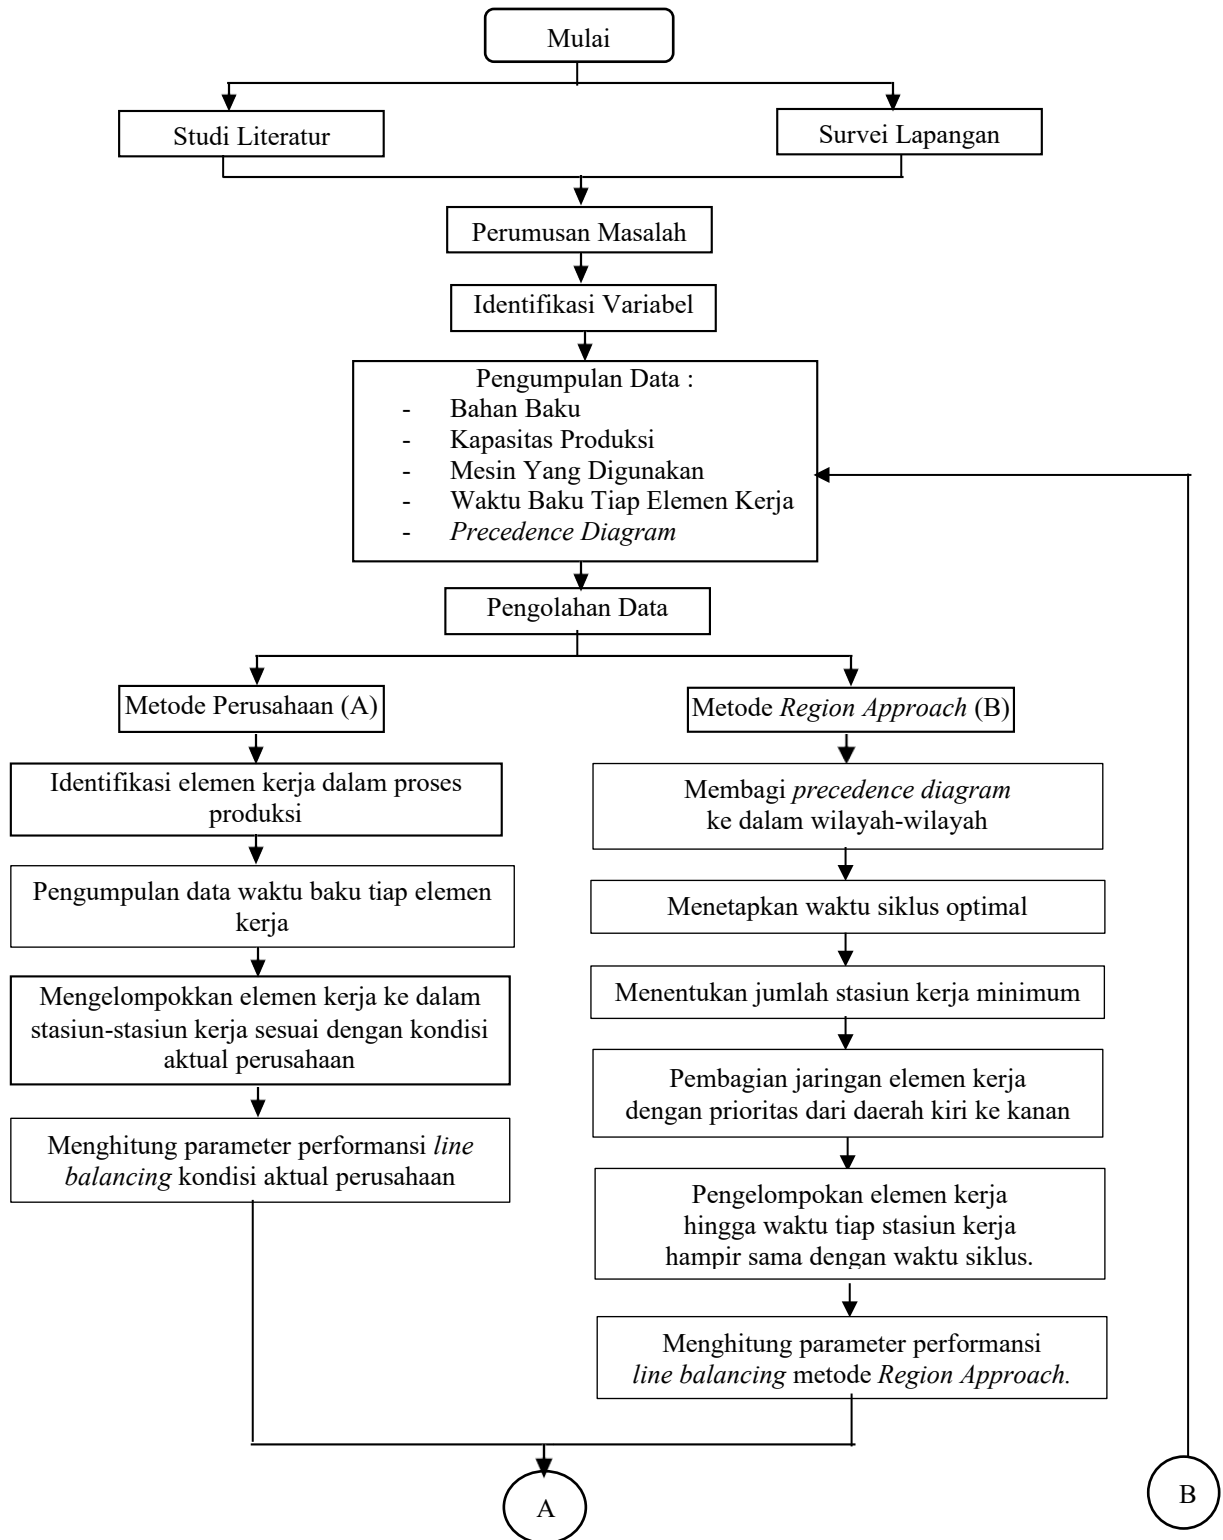 Mulai
Studi Literatur
Survei Lapangan
Perumusan Masalah
Identifikasi Variabel
Pengumpulan Data :
- Bahan Baku
- Kapasitas Produksi
- Mesin Yang Digunakan
- Waktu Baku Tiap Elemen Kerja
- Precedence Diagram
Pengolahan Data
Metode Perusahaan (A)
Identifikasi elemen kerja dalam proses
produksi
Pengumpulan data waktu baku tiap elemen
kerja
Mengelompokkan elemen kerja ke dalam
stasiun-stasiun kerja sesuai dengan kondisi
aktual perusahaan
Menghitung parameter performansi line
balancing kondisi aktual perusahaan
Metode Region Approach (B)
Membagi precedence diagram
ke dalam wilayah-wilayah
Menetapkan waktu siklus optimal
Menentukan jumlah stasiun kerja minimum
Pembagian jaringan elemen kerja
dengan prioritas dari daerah kiri ke kanan
Pengelompokan elemen kerja
hingga waktu tiap stasiun kerja
hampir sama dengan waktu siklus.
Menghitung parameter performansi
line balancing metode Region Approach.
A
B